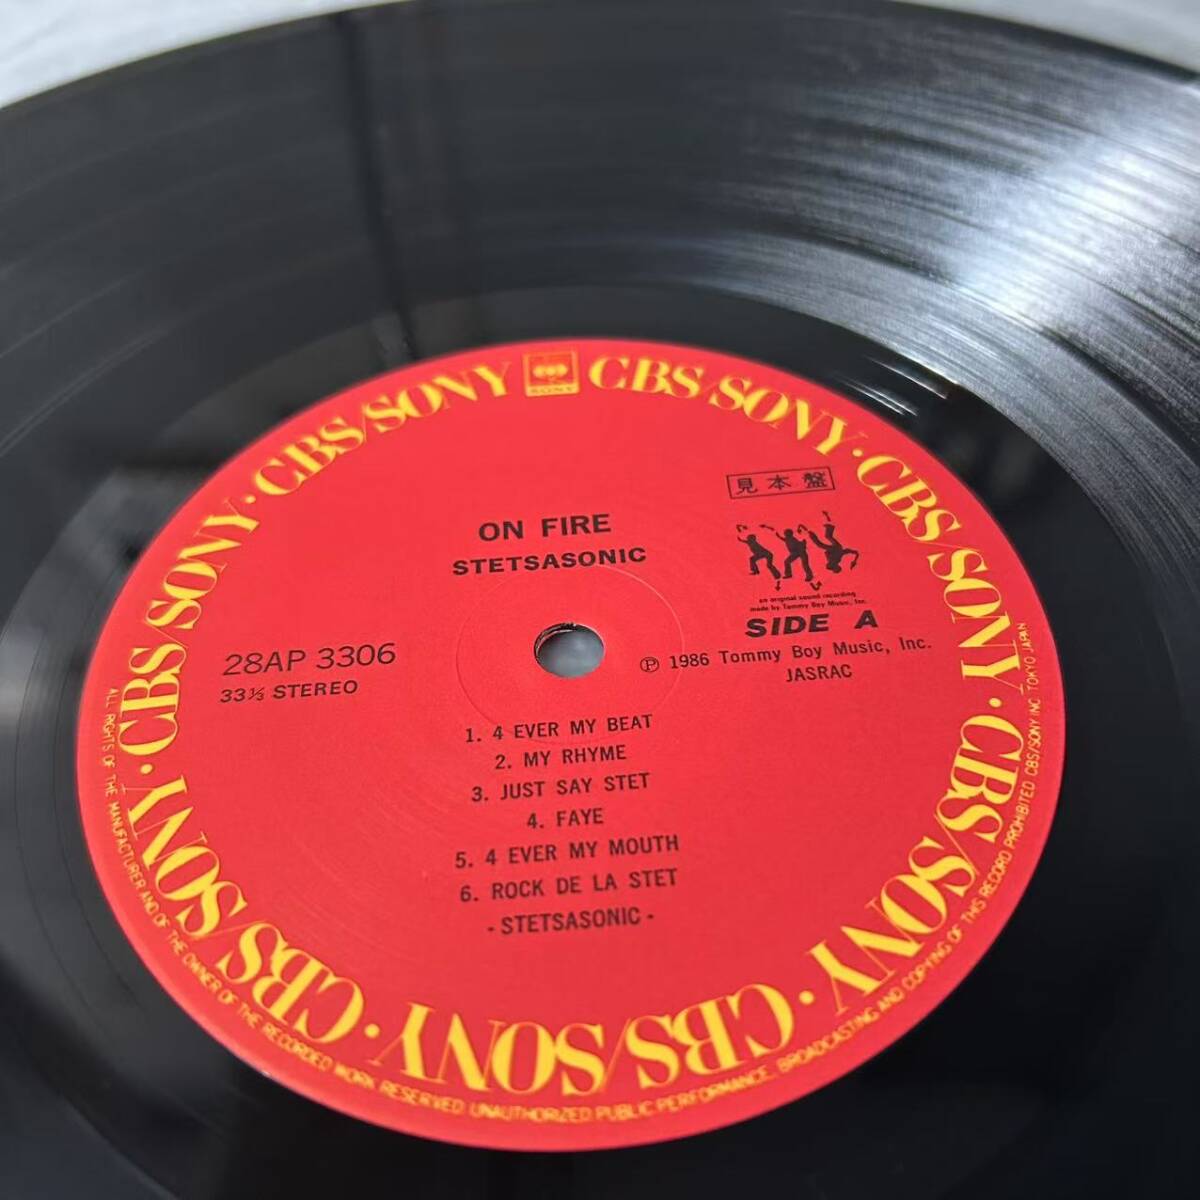 CBS/SONY · CBS/SONY · CBS/SONY · CBS/SONY · CBS/SONY · CBS/SONY · CBS/SONY · CBS/SONY
SONY
見本盤
ON FIRE
STETSASONIC
an original sound recording
made by Tommy Boy Music, Inc.
SIDE A
28AP 3306
33⅓ STEREO
Ⓟ 1986 Tommy Boy Music, Inc.
JASRAC
1. 4 EVER MY BEAT
2. MY RHYME
3. JUST SAY STET
4. FAYE
5. 4 EVER MY MOUTH
6. ROCK DE LA STET
- STETSASONIC -
ALL RIGHTS OF THE MANUFACTURER AND OF THE OWNER OF THE RECORDED WORK RESERVED. UNAUTHORIZED PUBLIC PERFORMANCE, BROADCASTING AND COPYING OF THIS RECORD PROHIBITED CBS/SONY INC. TOKYO JAPAN